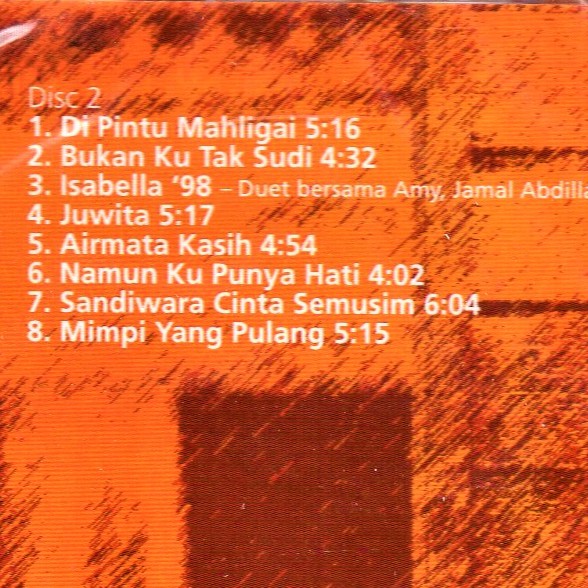 Disc 2
1. Di Pintu Mahligai 5:16
2. Bukan Ku Tak Sudi 4:32
3. Isabella ‘98 – Duet bersama Amy, Jamal
4. Juwita 5:17
5. Airmata Kasih 4:54
6. Namun Ku Punya Hati 4:02
7. Sandiwara Cinta Semusim 6:04
8. Mimpi Yang Pulang 5:15